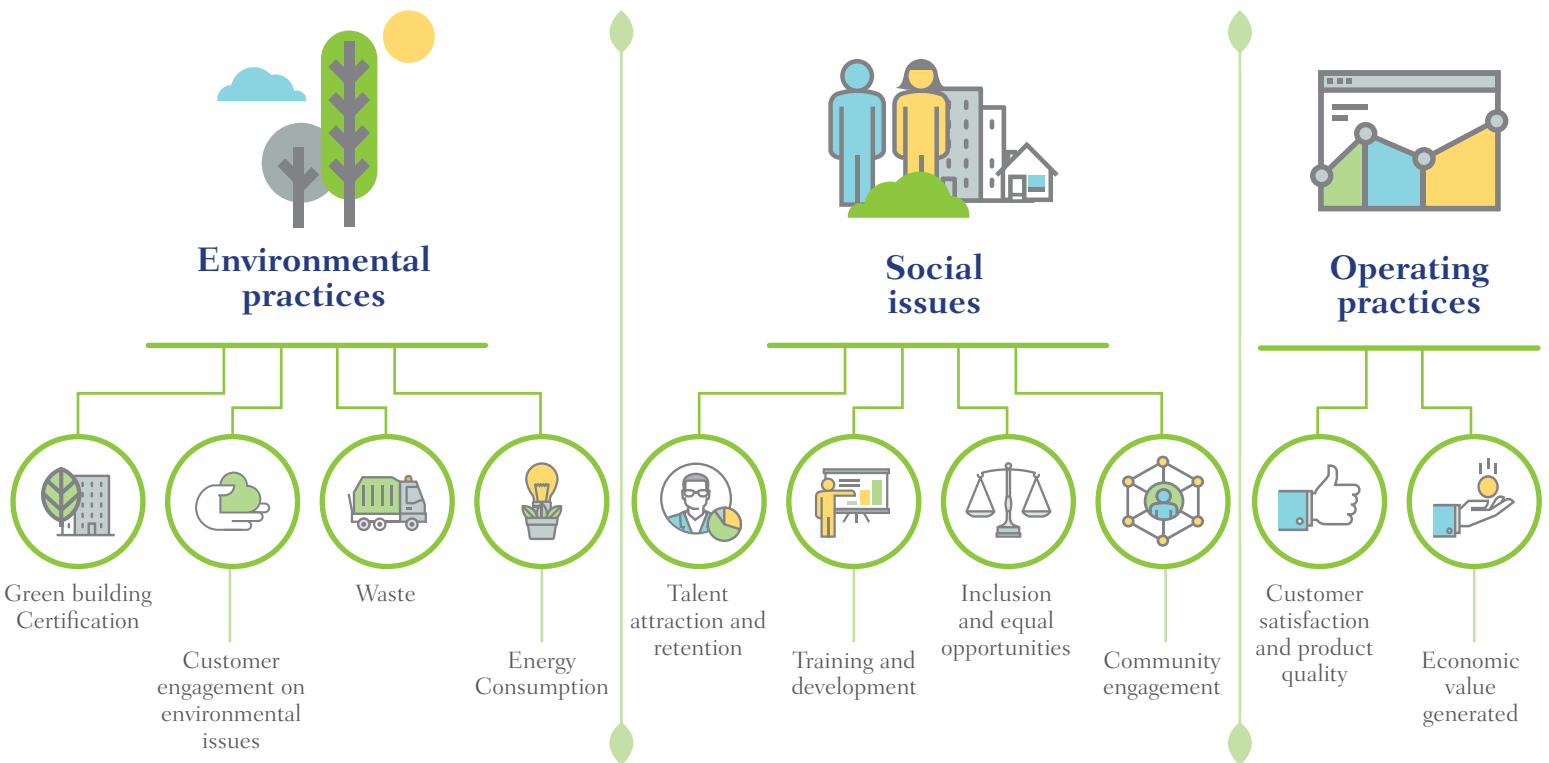 Environmental
practices
Green building
Certification
Customer
engagement on
environmental
issues
Waste
Energy
Consumption
Social
issues
Talent
attraction and
retention
Training and
development
Inclusion
and equal
opportunities
Community
engagement
Operating
practices
Customer
satisfaction
and product
quality
Economic
value
generated